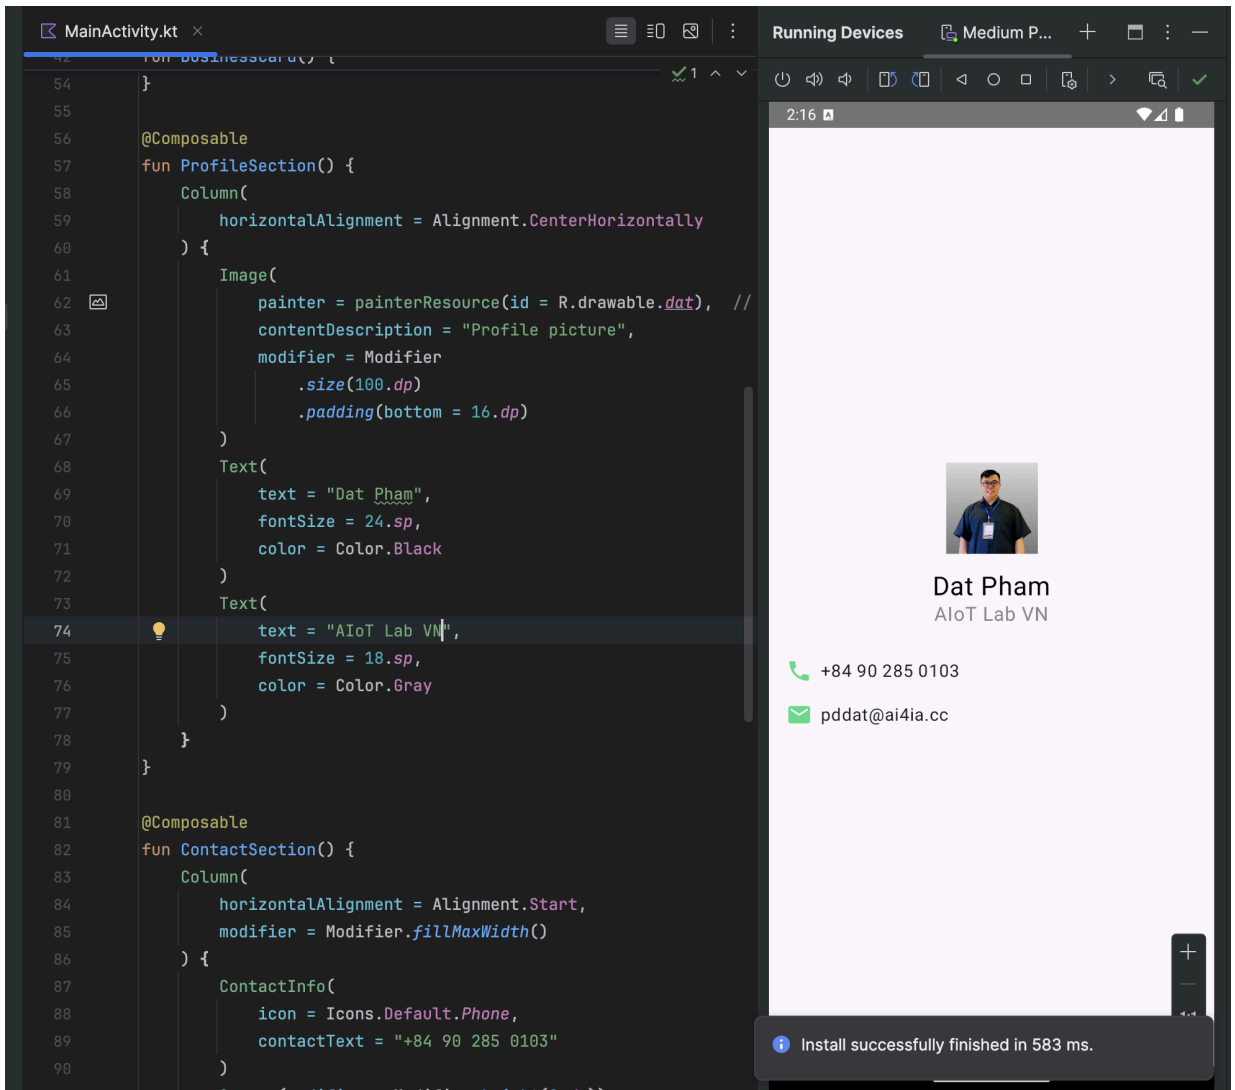 MainActivity.kt
Running Devices
Medium P...
42 fun BusinessCard() {
1
54 }
55
56 @Composable
57 fun ProfileSection() {
58 Column(
59 horizontalAlignment = Alignment.CenterHorizontally
60 ) {
61 Image(
62 painter = painterResource(id = R.drawable.dat), //
63 contentDescription = "Profile picture",
64 modifier = Modifier
65 .size(100.dp)
66 .padding(bottom = 16.dp)
67 )
68 Text(
69 text = "Dat Pham",
70 fontSize = 24.sp,
71 color = Color.Black
72 )
73 Text(
74 text = "AIoT Lab VN",
75 fontSize = 18.sp,
76 color = Color.Gray
77 )
78 }
79 }
80
81 @Composable
82 fun ContactSection() {
83 Column(
84 horizontalAlignment = Alignment.Start,
85 modifier = Modifier.fillMaxWidth()
86 ) {
87 ContactInfo(
88 icon = Icons.Default.Phone,
89 contactText = "+84 90 285 0103"
90 )
2:16 A
Dat Pham
AIoT Lab VN
+84 90 285 0103
pddat@ai4ia.cc
1:1
Install successfully finished in 583 ms.